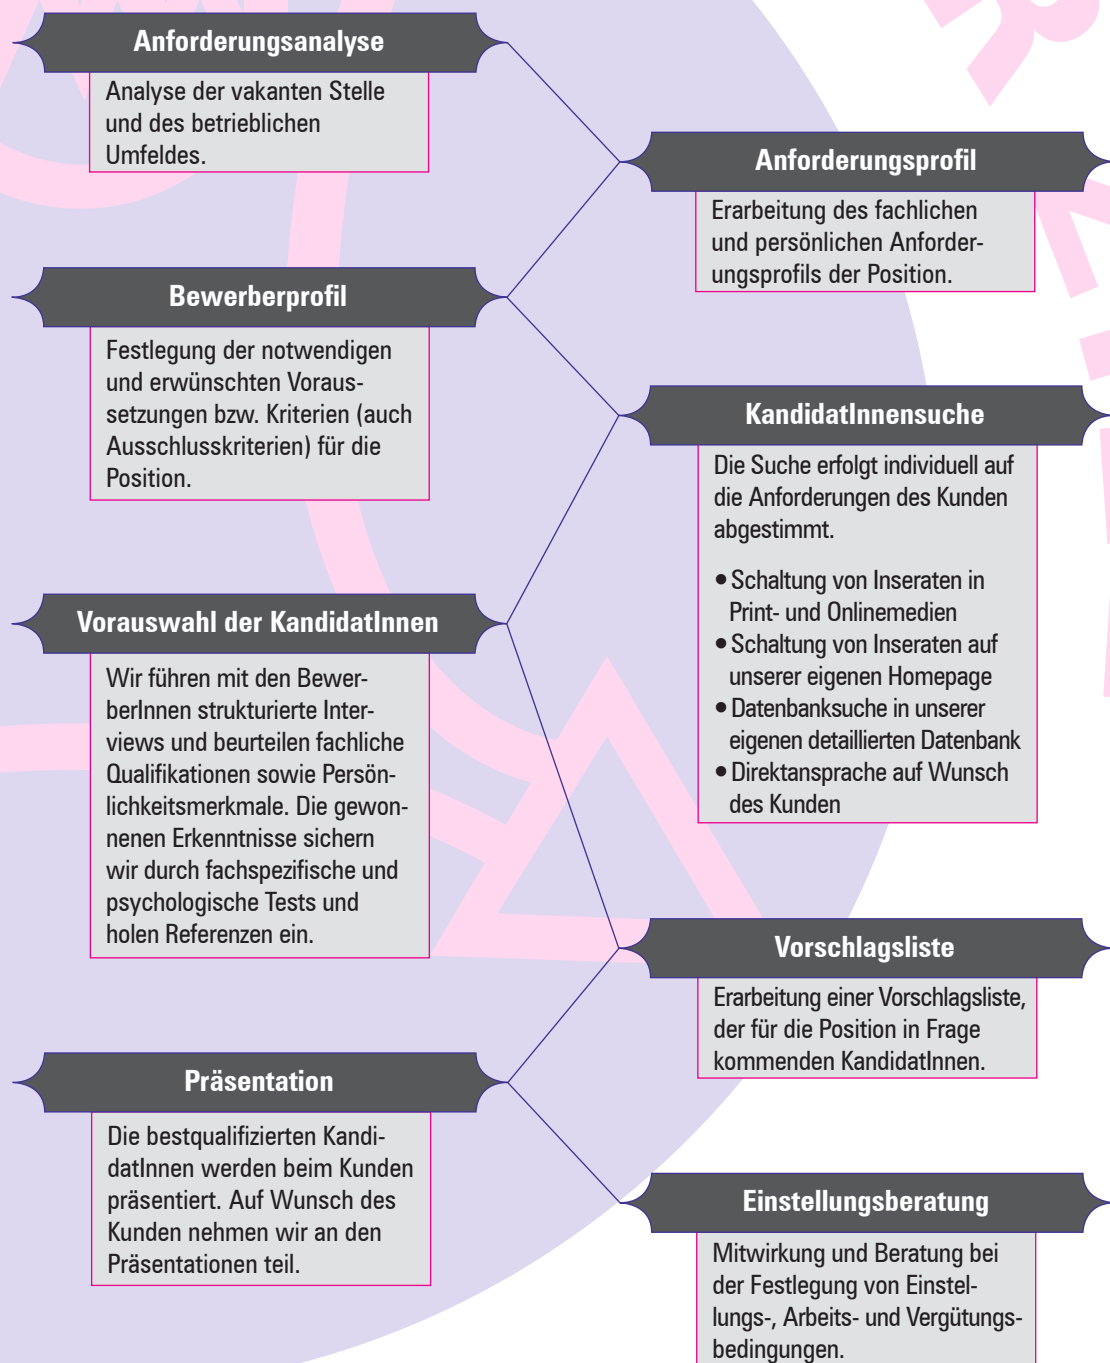 Anforderungsanalyse
Analyse der vakanten Stelle
und des betrieblichen
Umfeldes.
Anforderungsprofil
Erarbeitung des fachlichen
und persönlichen Anforder-
ungsprofils der Position.
Bewerberprofil
Festlegung der notwendigen
und erwünschten Voraus-
setzungen bzw. Kriterien (auch
Ausschlusskriterien) für die
Position.
KandidatInnensuche
Die Suche erfolgt individuell auf
die Anforderungen des Kunden
abgestimmt.
• Schaltung von Inseraten in
Print- und Onlinemedien
• Schaltung von Inseraten auf
unserer eigenen Homepage
• Datenbanksuche in unserer
eigenen detaillierten Datenbank
• Direktansprache auf Wunsch
des Kunden
Vorauswahl der KandidatInnen
Wir führen mit den Bewer-
berInnen strukturierte Inter-
views und beurteilen fachliche
Qualifikationen sowie Persön-
lichkeitsmerkmale. Die gewon-
nenen Erkenntnisse sichern
wir durch fachspezifische und
psychologische Tests und
holen Referenzen ein.
Vorschlagsliste
Erarbeitung einer Vorschlagsliste,
der für die Position in Frage
kommenden KandidatInnen.
Präsentation
Die bestqualifizierten Kandi-
datInnen werden beim Kunden
präsentiert. Auf Wunsch des
Kunden nehmen wir an den
Präsentationen teil.
Einstellungsberatung
Mitwirkung und Beratung bei
der Festlegung von Einstel-
lungs-, Arbeits- und Vergütungs-
bedingungen.